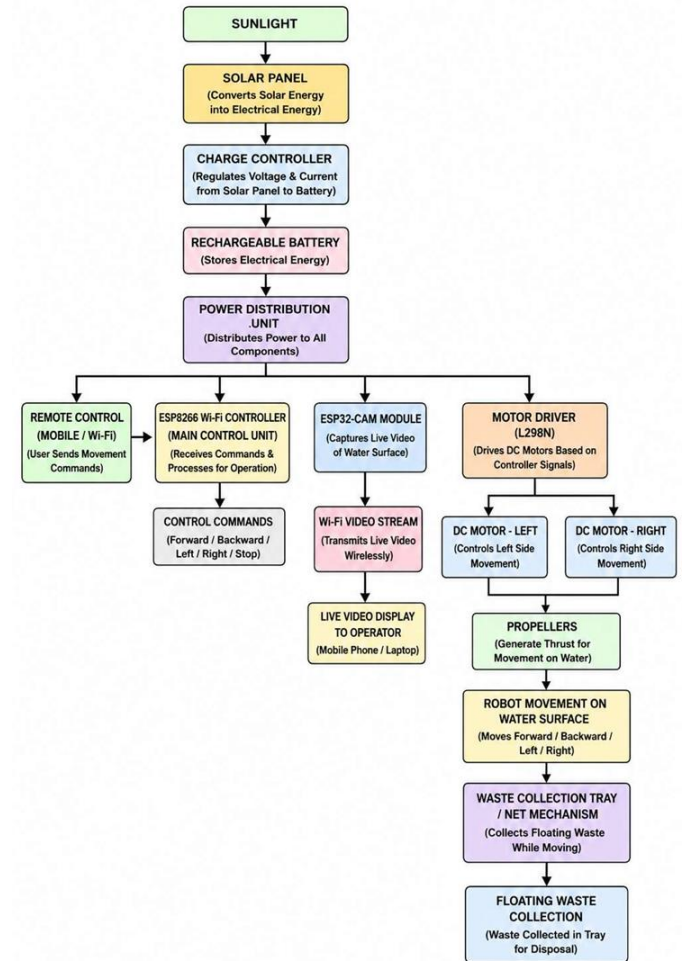 SUNLIGHT
SOLAR PANEL
(Converts Solar Energy
into Electrical Energy)
CHARGE CONTROLLER
(Regulates Voltage & Current
from Solar Panel to Battery)
RECHARGEABLE BATTERY
(Stores Electrical Energy)
POWER DISTRIBUTION
.UNIT
(Distributes Power to All
Components)
REMOTE CONTROL
(MOBILE / Wi-Fi)
(User Sends Movement
Commands)
ESP8266 Wi-Fi CONTROLLER
(MAIN CONTROL UNIT)
(Receives Commands &
Processes for Operation)
CONTROL COMMANDS
(Forward / Backward /
Left / Right / Stop)
ESP32-CAM MODULE
(Captures Live Video
of Water Surface)
Wi-Fi VIDEO STREAM
(Transmits Live Video
Wirelessly)
LIVE VIDEO DISPLAY
TO OPERATOR
(Mobile Phone / Laptop)
MOTOR DRIVER
(L298N)
(Drives DC Motors Based on
Controller Signals)
DC MOTOR - LEFT
(Controls Left Side
Movement)
DC MOTOR - RIGHT
(Controls Right Side
Movement)
PROPELLERS
(Generate Thrust for
Movement on Water)
ROBOT MOVEMENT ON
WATER SURFACE
(Moves Forward / Backward /
Left / Right)
WASTE COLLECTION TRAY
/ NET MECHANISM
(Collects Floating Waste
While Moving)
FLOATING WASTE
COLLECTION
(Waste Collected in Tray
for Disposal)